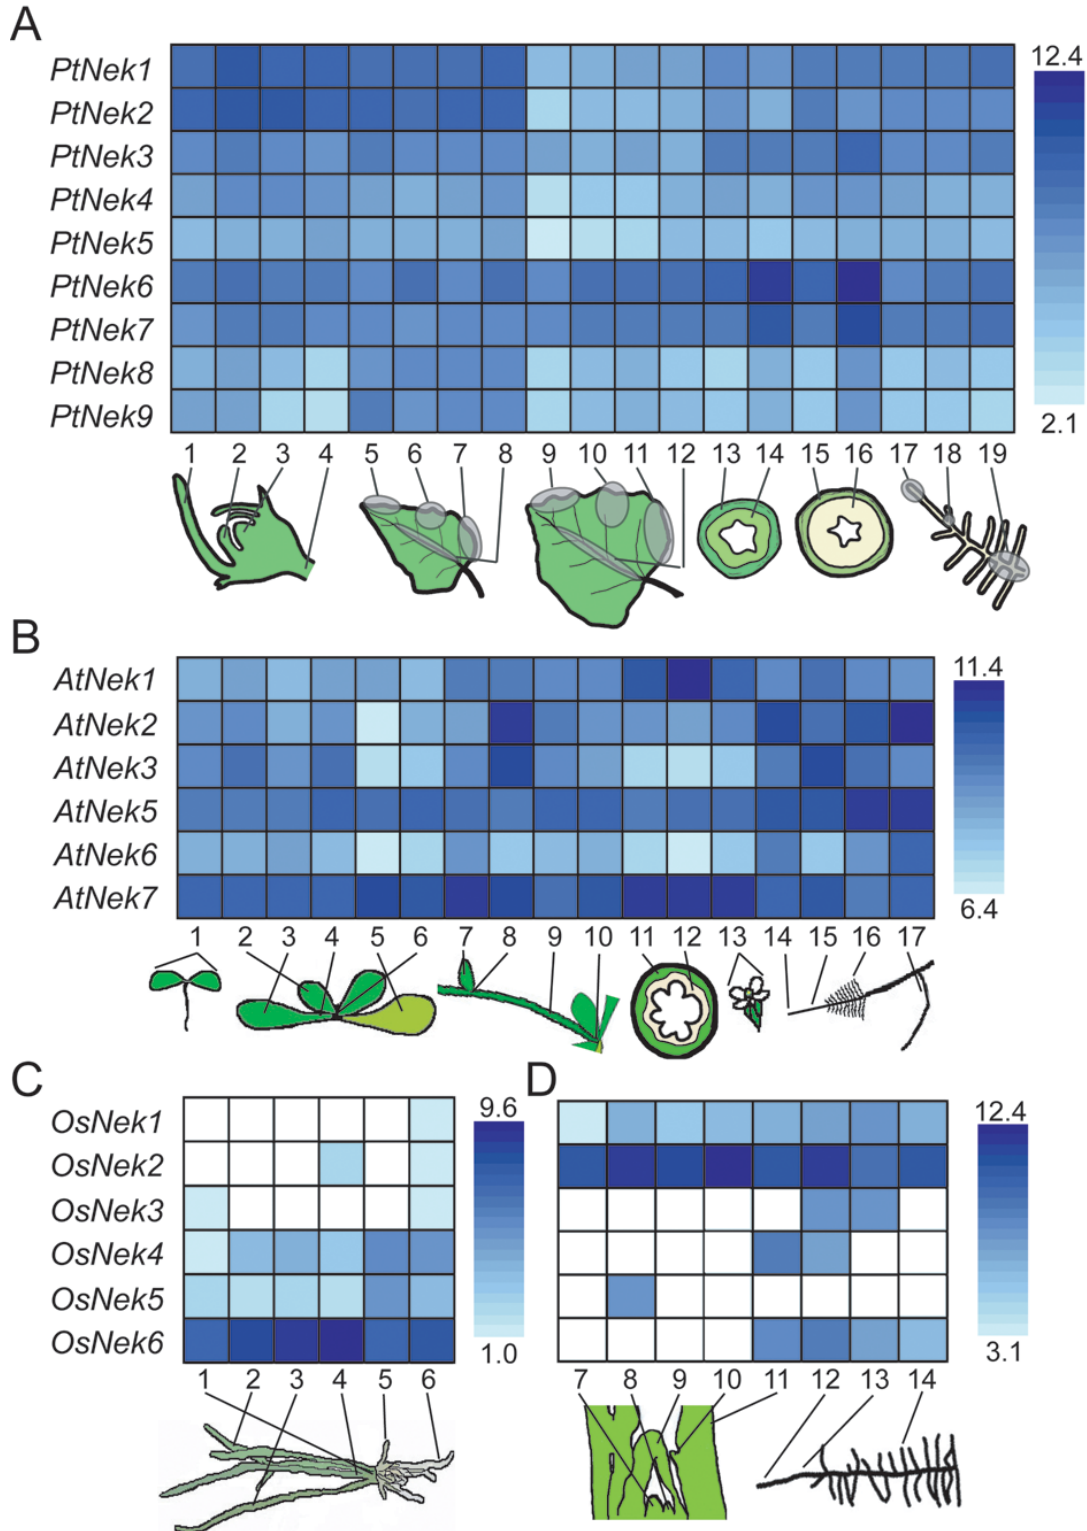 A
PtNek1
PtNek2
PtNek3
PtNek4
PtNek5
PtNek6
PtNek7
PtNek8
PtNek9
12.4
2.1
1 2 3 4 5 6 7 8 9 10 11 12 13 14 15 16 17 18 19
B
AtNek1
AtNek2
AtNek3
AtNek5
AtNek6
AtNek7
11.4
6.4
1 2 3 4 5 6 7 8 9 10 11 12 13 14 15 16 17
C
OsNek1
OsNek2
OsNek3
OsNek4
OsNek5
OsNek6
9.6
1.0
1 2 3 4 5 6
D
12.4
3.1
7 8 9 10 11 12 13 14